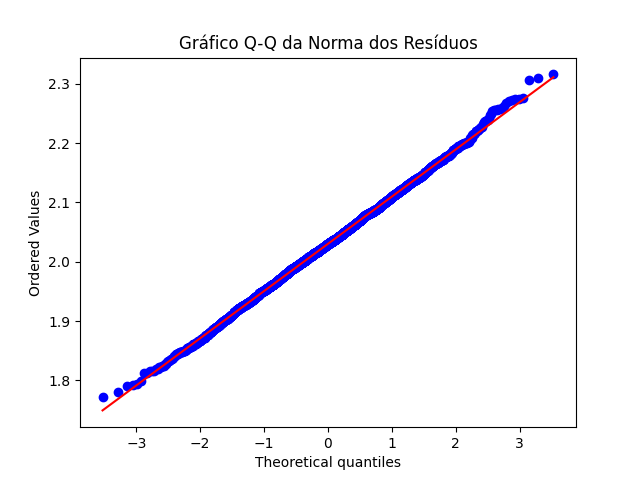 Gráfico Q-Q da Norma dos Resíduos
2.3
2.2
2.1
2.0
1.9
1.8
Ordered Values
−3 −2 −1 0 1 2 3
Theoretical quantiles